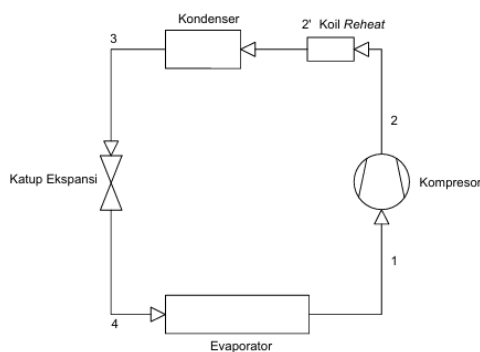 Kondenser
3
2' Koil Reheat
2
Katup Ekspansi
Kompresor
1
4
Evaporator